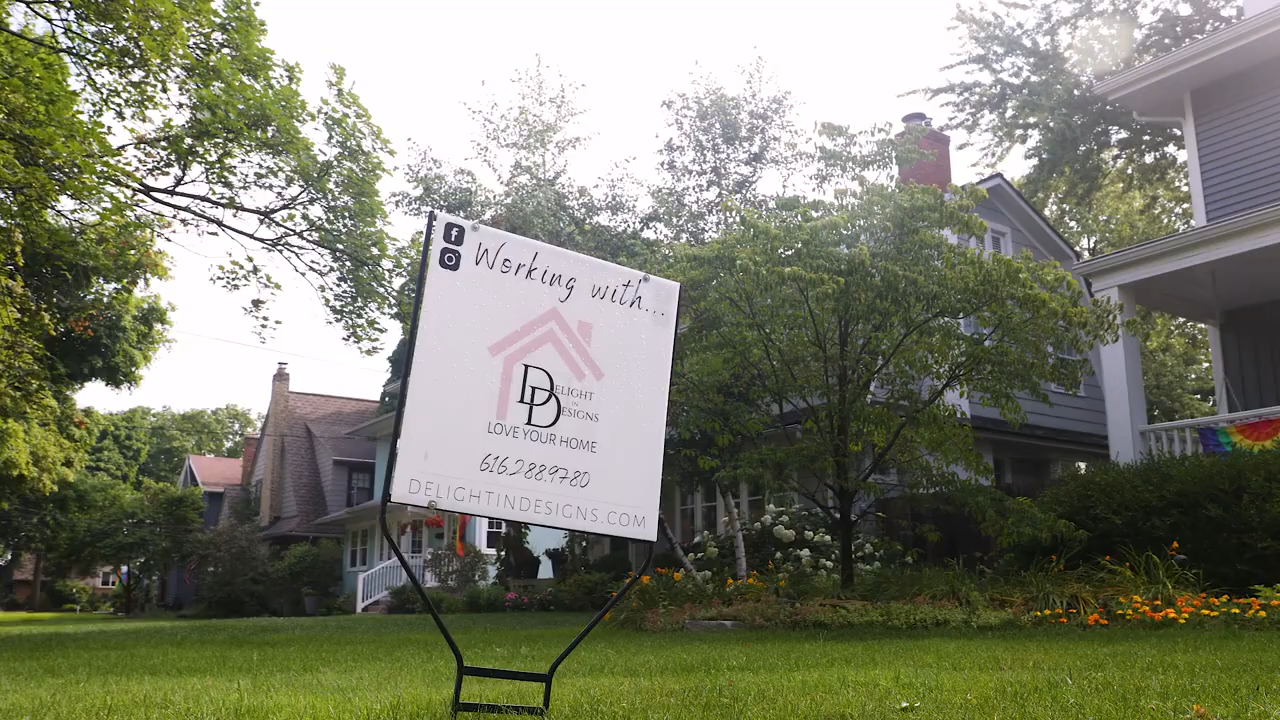 Working with...
DELIGHT
IN
DESIGNS
LOVE YOUR HOME
616.288.9780
DELIGHTINDESIGNS.COM